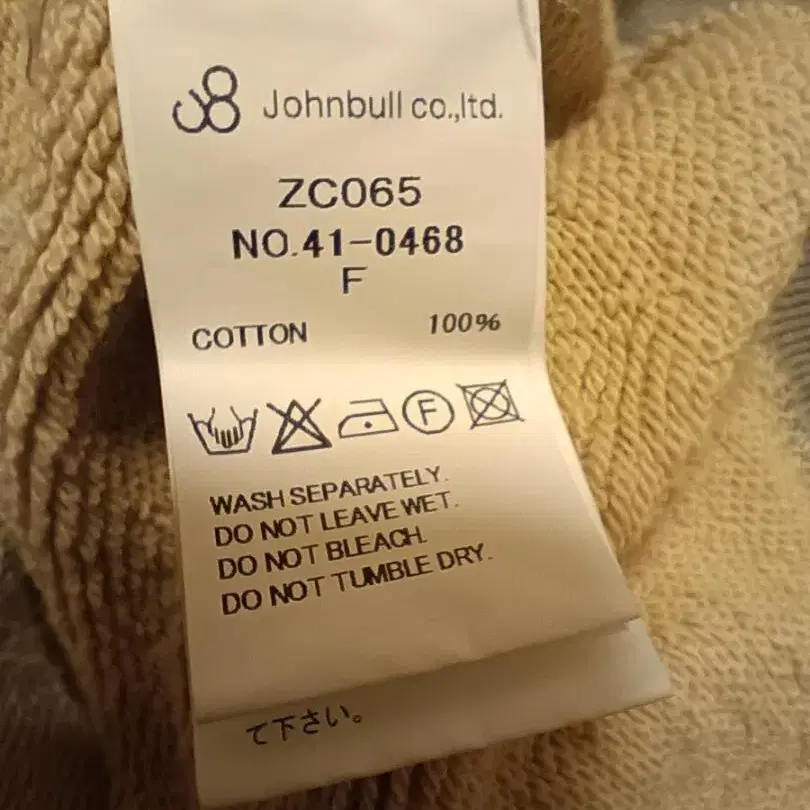 Johnbull co.,ltd.
ZC065
NO.41-0468
F
COTTON 100%
F
WASH SEPARATELY.
DO NOT LEAVE WET.
DO NOT BLEACH.
DO NOT TUMBLE DRY.
て下さい。